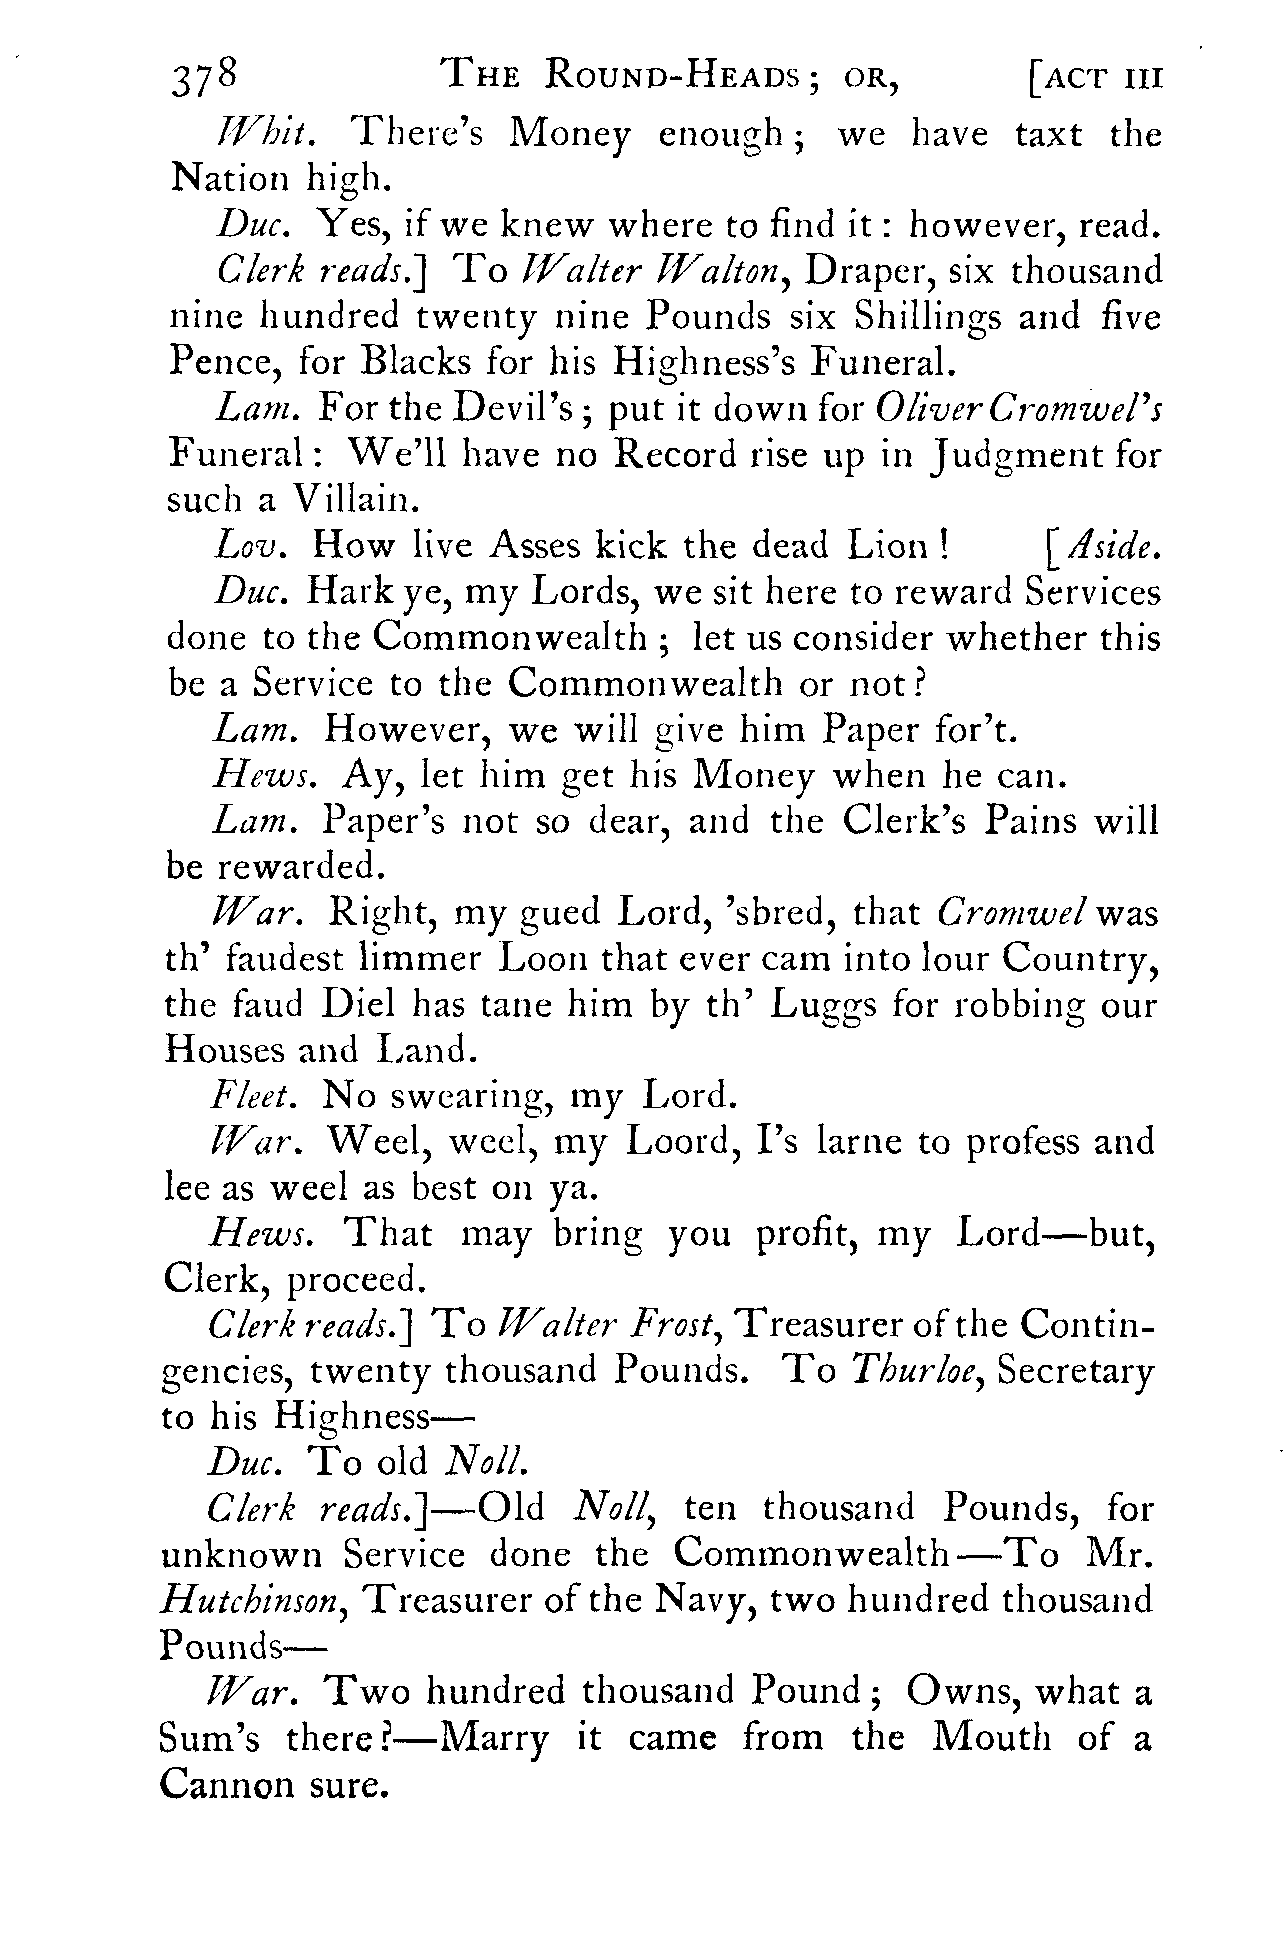 378 The Round-Heads; or, [act iii
Whit. There's Money enough; we have taxt the
Nation high.
Duc. Yes, if we knew where to find it: however, read.
Clerk reads.] To Walter Walton, Draper, six thousand
nine hundred twenty nine Pounds six Shillings and five
Pence, for Blacks for his Highness's Funeral.
Lam. For the Devil's; put it down for Oliver Cromwel's
Funeral: We'll have no Record rise up in Judgment for
such a Villain.
Lov. How live Asses kick the dead Lion! [Aside.
Duc. Hark ye, my Lords, we sit here to reward Services
done to the Commonwealth; let us consider whether this
be a Service to the Commonwealth or not?
Lam. However, we will give him Paper for't.
Hews. Ay, let him get his Money when he can.
Lam. Paper's not so dear, and the Clerk's Pains will
be rewarded.
War. Right, my gued Lord, 'sbred, that Cromwel was
th' faudest limmer Loon that ever cam into lour Country,
the faud Diel has tane him by th' Luggs for robbing our
Houses and Land.
Fleet. No swearing, my Lord.
War. Weel, weel, my Loord, I's larne to profess and
lee as weel as best on ya.
Hews. That may bring you profit, my Lord—but,
Clerk, proceed.
Clerk reads.] To Walter Frost, Treasurer of the Contin-
gencies, twenty thousand Pounds. To Thurloe, Secretary
to his Highness—
Duc. To old Noll.
Clerk reads.]—Old Noll, ten thousand Pounds, for
unknown Service done the Commonwealth—To Mr.
Hutchinson, Treasurer of the Navy, two hundred thousand
Pounds—
War. Two hundred thousand Pound; Owns, what a
Sum's there?—Marry it came from the Mouth of a
Cannon sure.